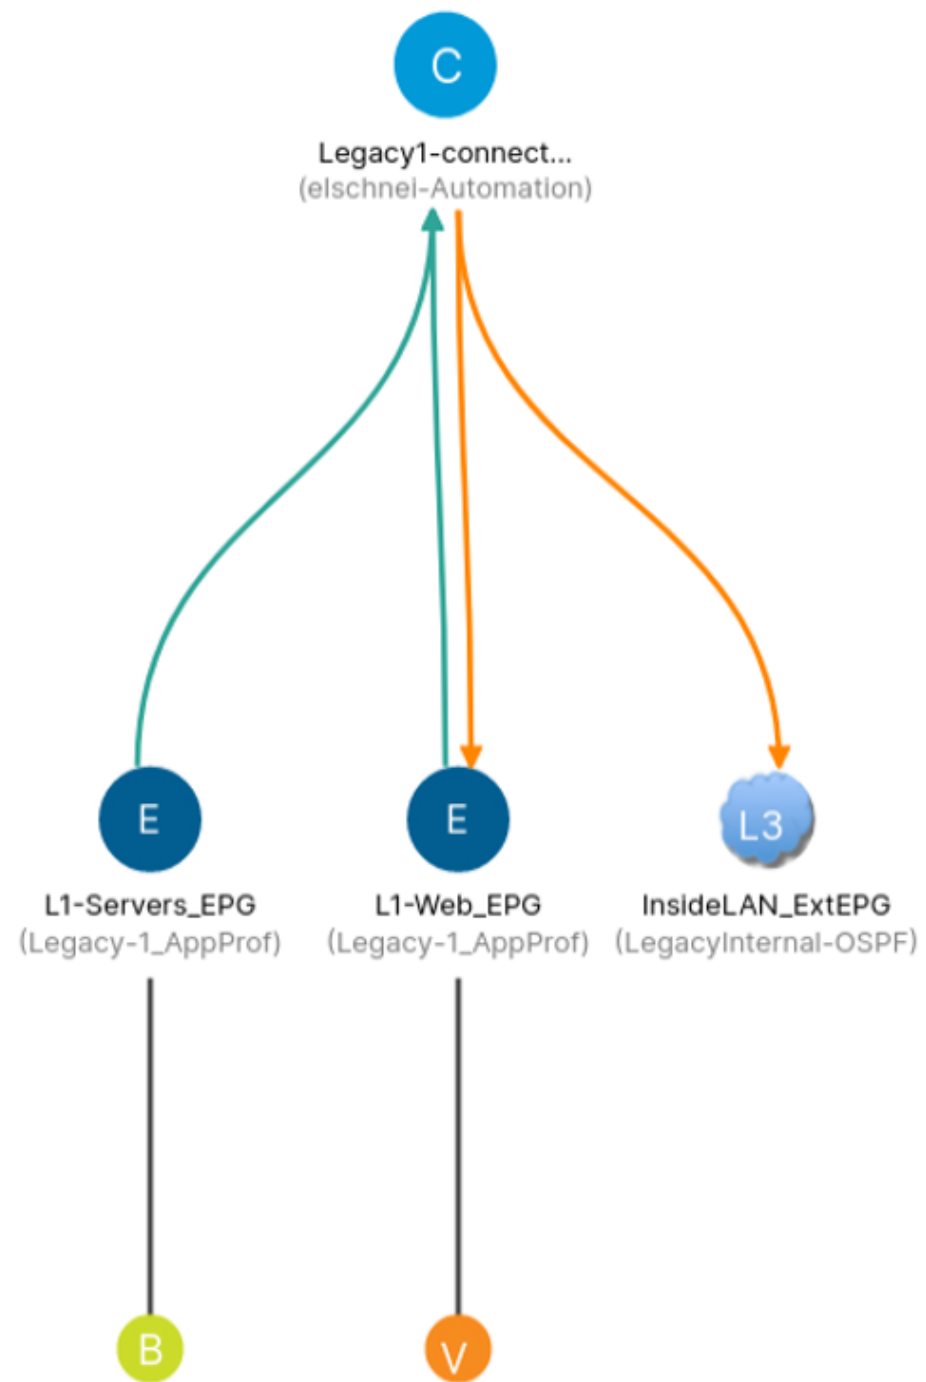 C
Legacy1-connect...
(elschnei-Automation)
E
E
L3
L1-Servers_EPG
L1-Web_EPG
InsideLAN_ExtEPG
(Legacy-1_AppProf)
(Legacy-1_AppProf)
(LegacyInternal-OSPF)
B
V